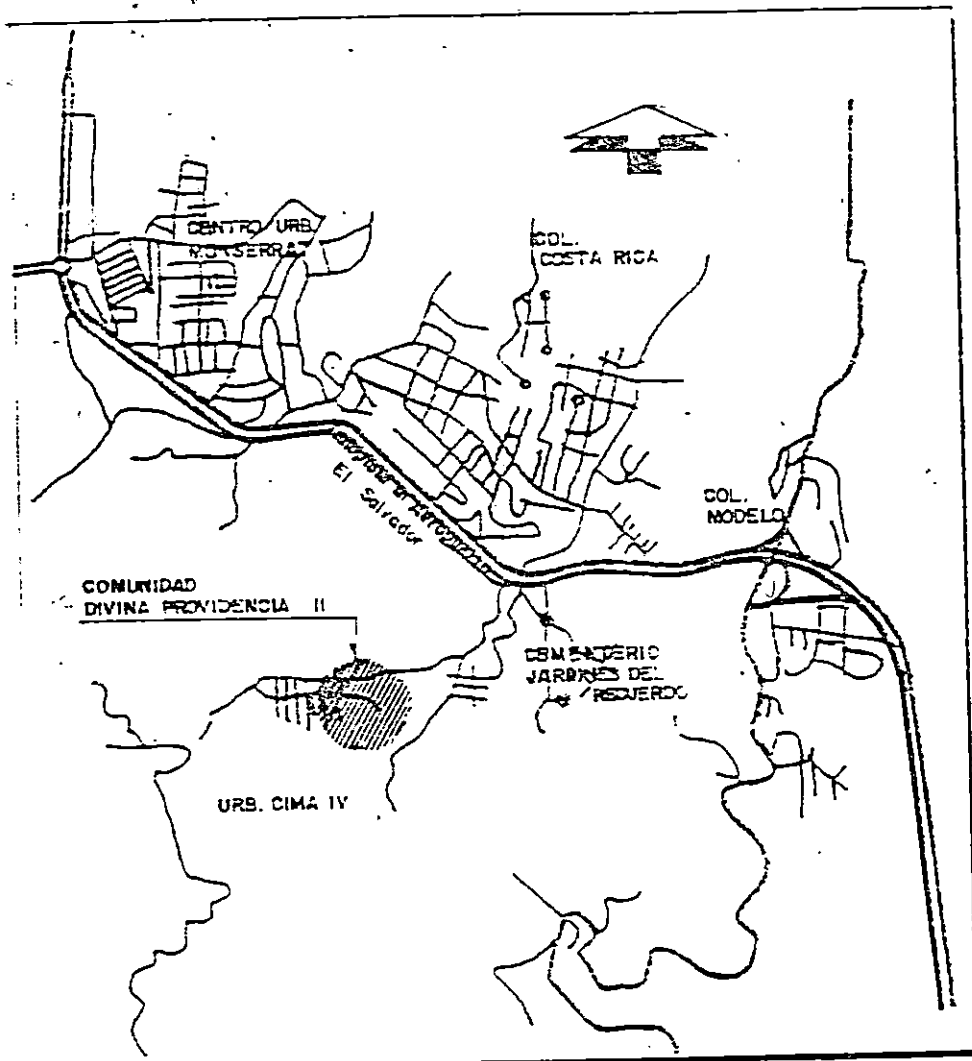 CENTRO URB.
MONSERRAT
COL.
COSTA RICA
El Salvador
COL.
MODELO
COMUNIDAD
DIVINA PROVIDENCIA II
CEMENTERIO
JARDINES DEL
RECUERDO
URB. CIMA IV